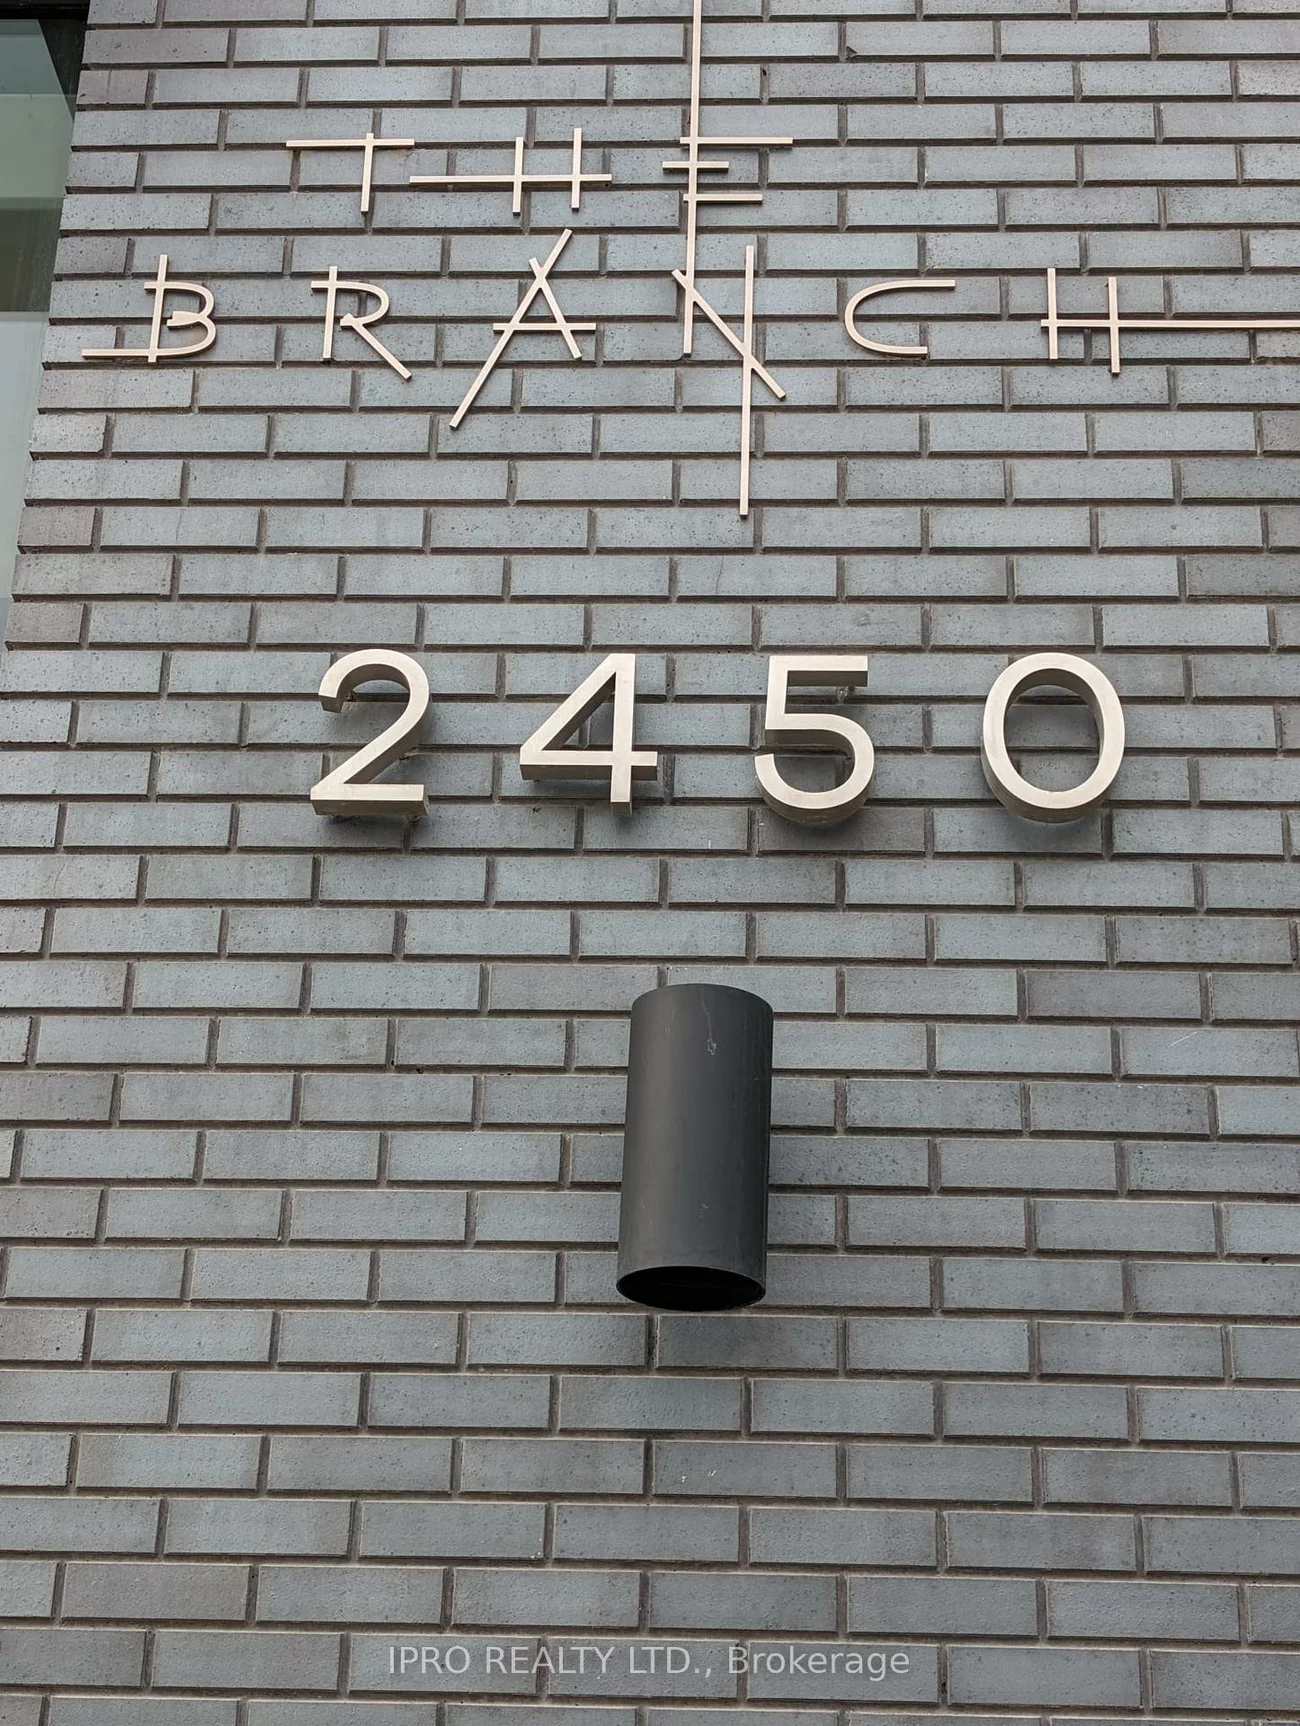 THE
BRANCH
2450
IPRO REALTY LTD., Brokerage